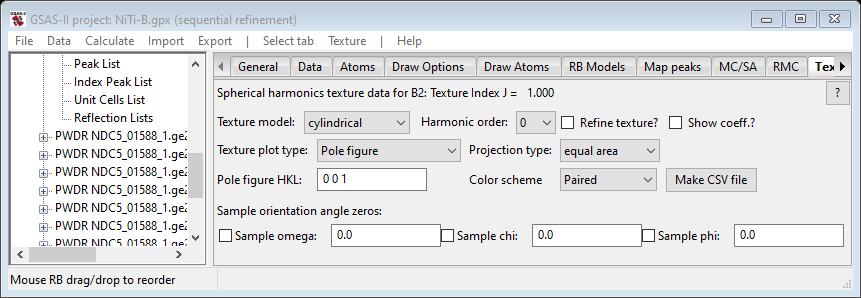 GSAS-II project: NiTi-B.gpx (sequential refinement)
File Data Calculate Import Export | Select tab Texture | Help
Peak List
Index Peak List
Unit Cells List
Reflection Lists
PWDR NDC5_01588_1.ge2
PWDR NDC5_01588_1.ge2
PWDR NDC5_01588_1.ge2
PWDR NDC5_01588_1.ge2
PWDR NDC5_01588_1.ge2
PWDR NDC5_01588_1.ge2
PWDR NDC5_01588_1.ge2
General Data Atoms Draw Options Draw Atoms RB Models Map peaks MC/SA RMC Tex
Spherical harmonics texture data for B2: Texture Index J = 1.000 ?
Texture model: cylindrical Harmonic order: 0 Refine texture? Show coeff.?
Texture plot type: Pole figure Projection type: equal area
Pole figure HKL: 0 0 1 Color scheme Paired Make CSV file
Sample orientation angle zeros:
Sample omega: 0.0 Sample chi: 0.0 Sample phi: 0.0
Mouse RB drag/drop to reorder